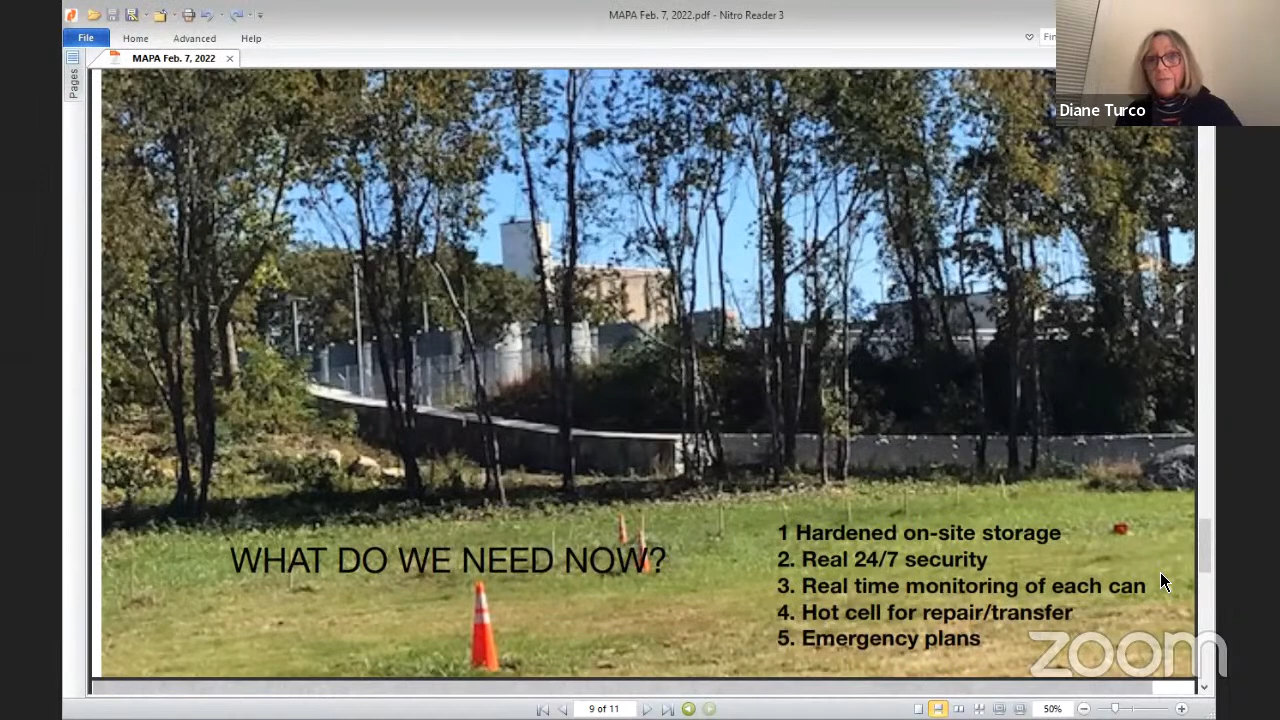 MAPA Feb. 7, 2022.pdf - Nitro Reader 3
File Home Advanced Help
Fin
MAPA Feb. 7, 2022
Pages
Diane Turco
WHAT DO WE NEED NOW?
1 Hardened on-site storage
2. Real 24/7 security
3. Real time monitoring of each can
4. Hot cell for repair/transfer
5. Emergency plans
zoom
9 of 11
50%